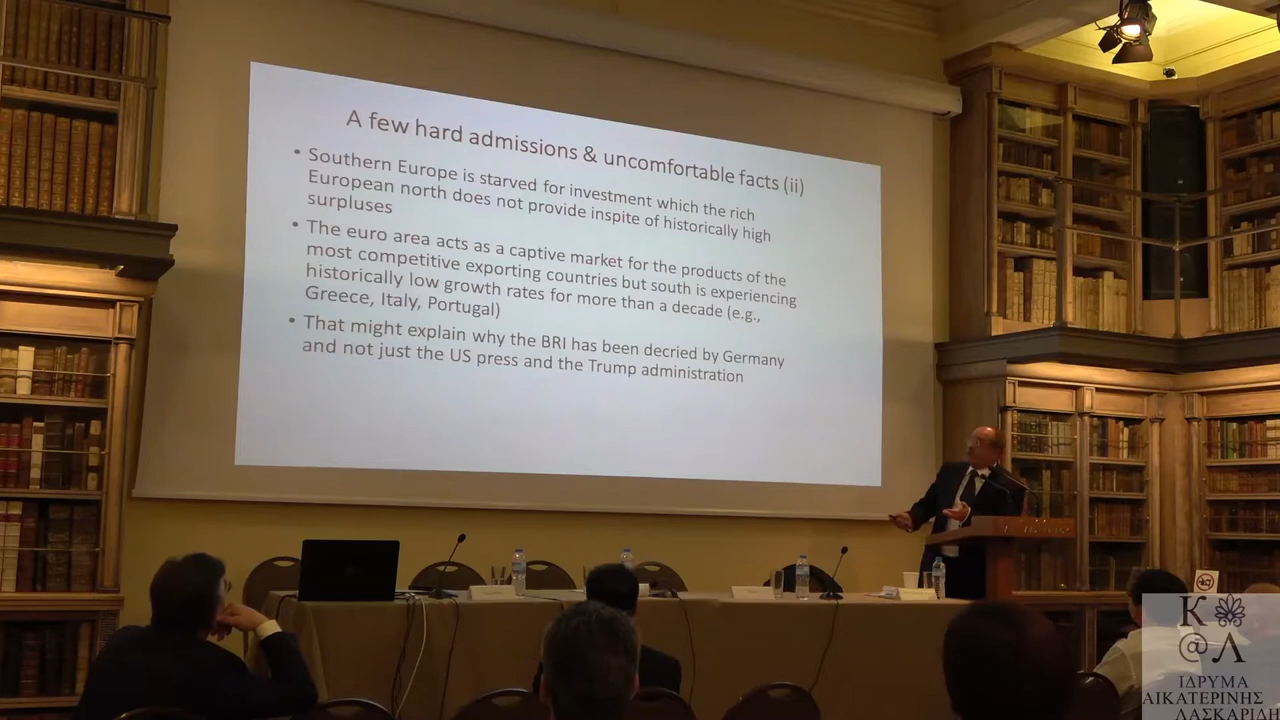 A few hard admissions & uncomfortable facts (ii)
• Southern Europe is starved for investment which the rich
European north does not provide inspite of historically high
surpluses
• The euro area acts as a captive market for the products of the
most competitive exporting countries but south is experiencing
historically low growth rates for more than a decade (e.g.,
Greece, Italy, Portugal)
• That might explain why the BRI has been decried by Germany
and not just the US press and the Trump administration
Κ
@ Λ
ΙΔΡΥΜΑ
ΑΙΚΑΤΕΡΙΝΗΣ
ΛΑΣΚΑΡΙΔΗ